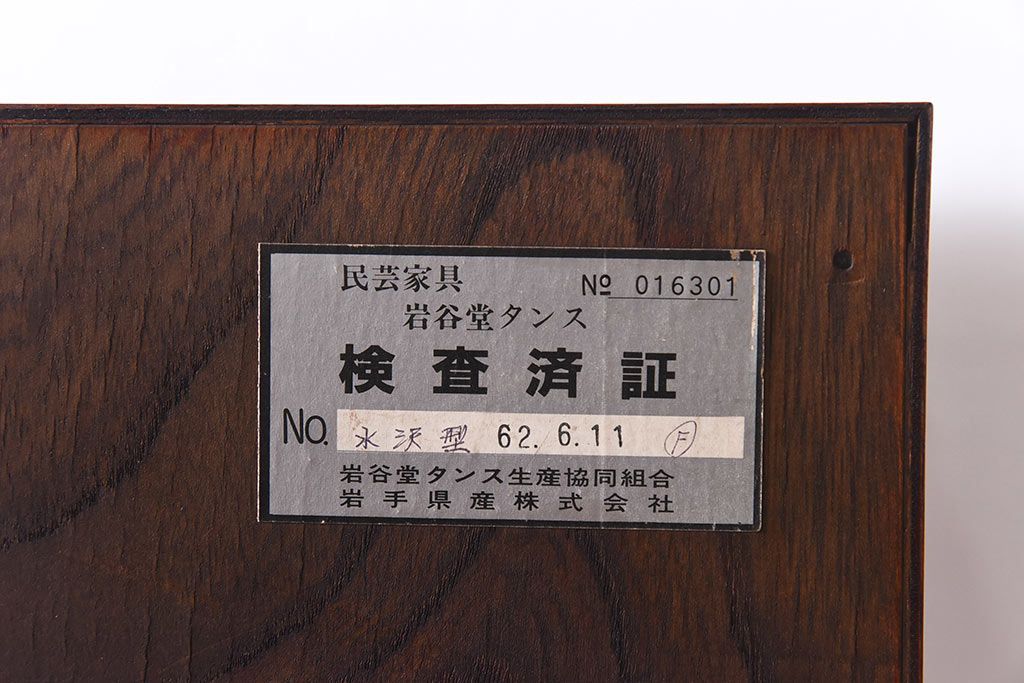 民芸家具 № 016301
岩谷堂タンス
検査済証
No. 水沢型 62. 6.11 F
岩谷堂タンス生産協同組合
岩手県産株式会社